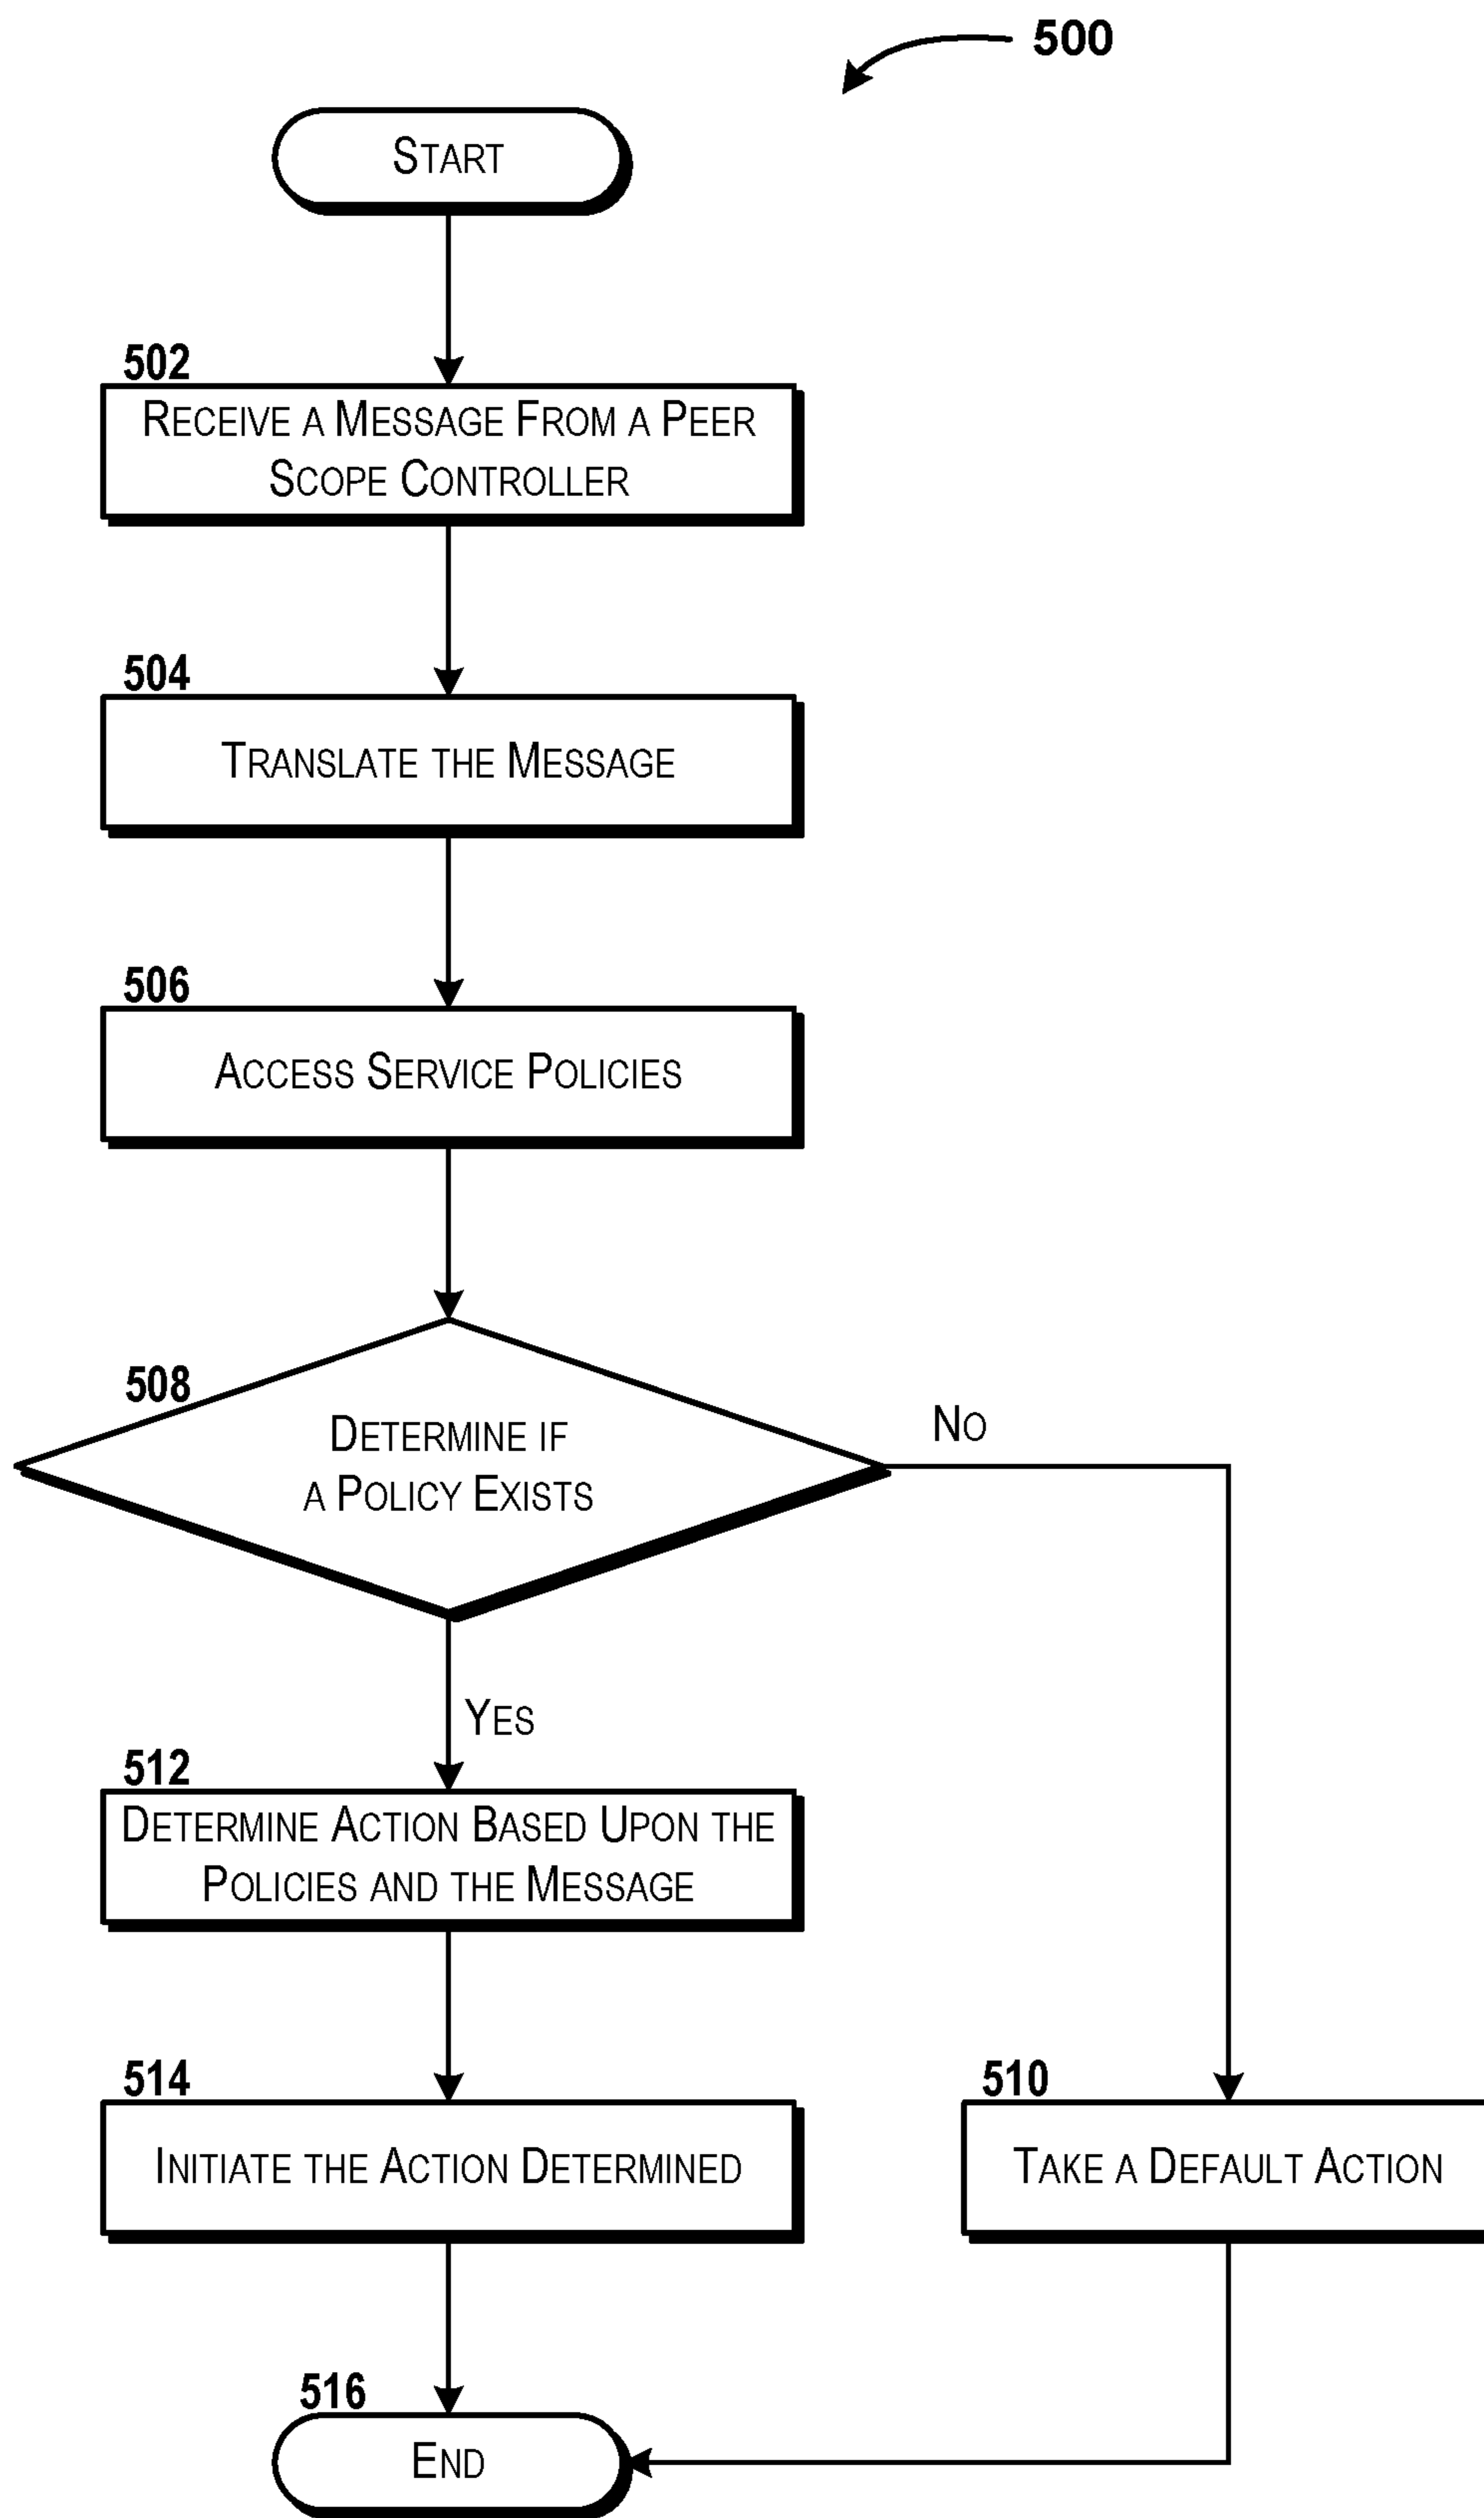 500
START
502
RECEIVE A MESSAGE FROM A PEER
SCOPE CONTROLLER
504
TRANSLATE THE MESSAGE
506
ACCESS SERVICE POLICIES
508
DETERMINE IF
A POLICY EXISTS
NO
YES
512
DETERMINE ACTION BASED UPON THE
POLICIES AND THE MESSAGE
514
INITIATE THE ACTION DETERMINED
510
TAKE A DEFAULT ACTION
516
END